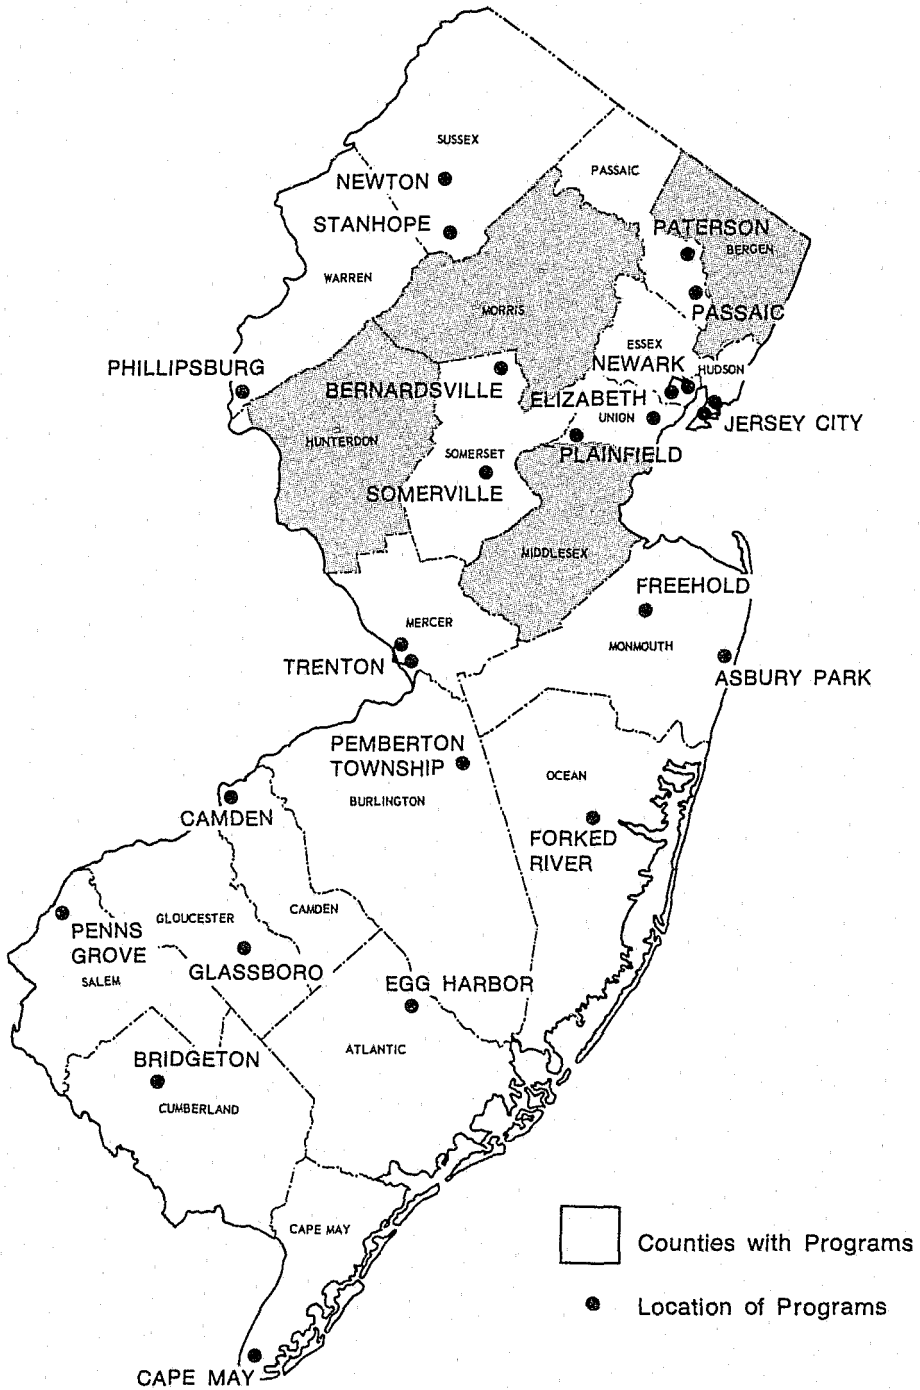 SUSSEX
PASSAIC
NEWTON
STANHOPE
PATERSON
BERGEN
WARREN
MORRIS
PASSAIC
ESSEX
NEWARK
HUDSON
PHILLIPSBURG
BERNARDSVILLE
ELIZABETH
UNION
JERSEY CITY
HUNTERDON
SOMERSET
PLAINFIELD
SOMERVILLE
MIDDLESEX
FREEHOLD
MERCER
MONMOUTH
TRENTON
ASBURY PARK
PEMBERTON
TOWNSHIP
OCEAN
BURLINGTON
CAMDEN
FORKED
RIVER
CAMDEN
GLOUCESTER
PENNS
GROVE
GLASSBORO
SALEM
EGG HARBOR
ATLANTIC
BRIDGETON
CUMBERLAND
CAPE MAY
Counties with Programs
Location of Programs
CAPE MAY